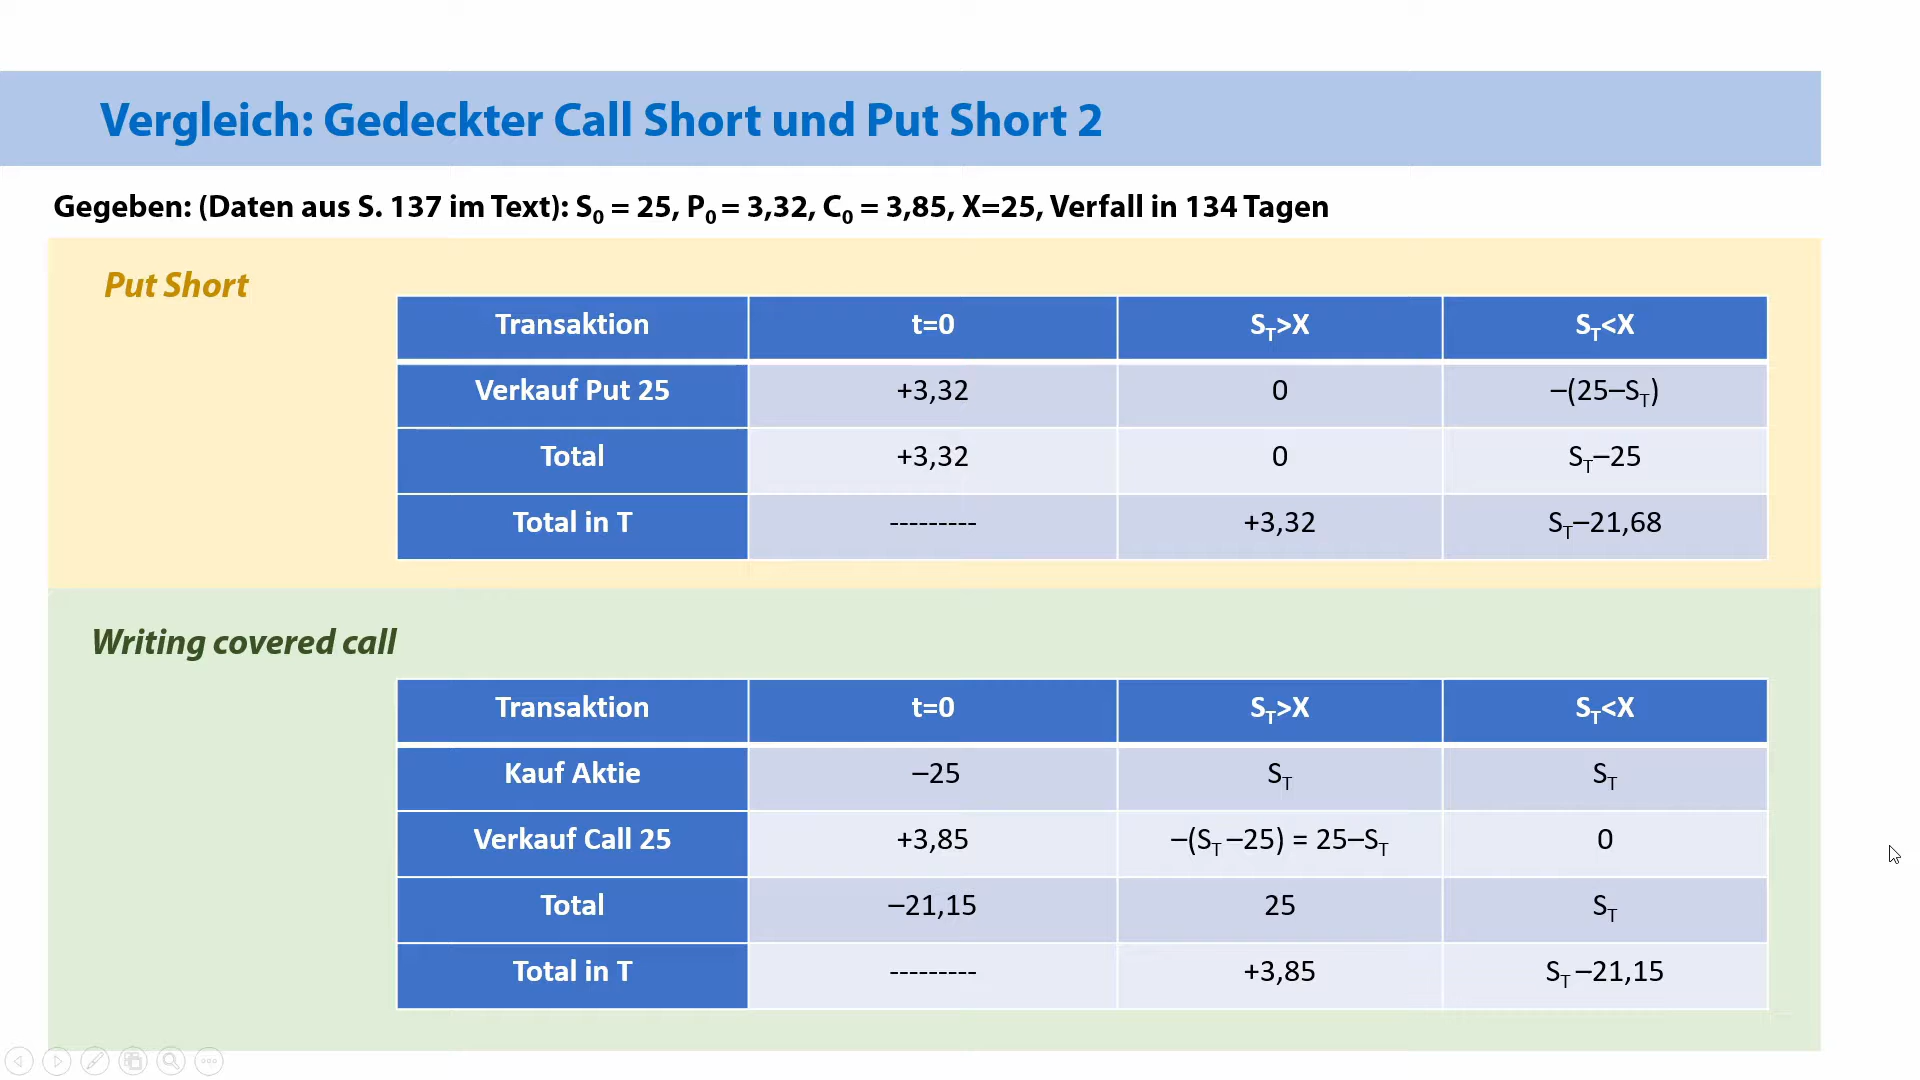 Vergleich: Gedeckter Call Short und Put Short 2
Gegeben: (Daten aus S. 137 im Text): S0 = 25, P0 = 3,32, C0 = 3,85, X=25, Verfall in 134 Tagen
Put Short
Transaktion t=0 ST>X ST<X
Verkauf Put 25 +3,32 0 –(25–ST)
Total +3,32 0 ST–25
Total in T --------- +3,32 ST–21,68
Writing covered call
Transaktion t=0 ST>X ST<X
Kauf Aktie –25 ST ST
Verkauf Call 25 +3,85 –(ST –25) = 25–ST 0
Total –21,15 25 ST
Total in T --------- +3,85 ST –21,15